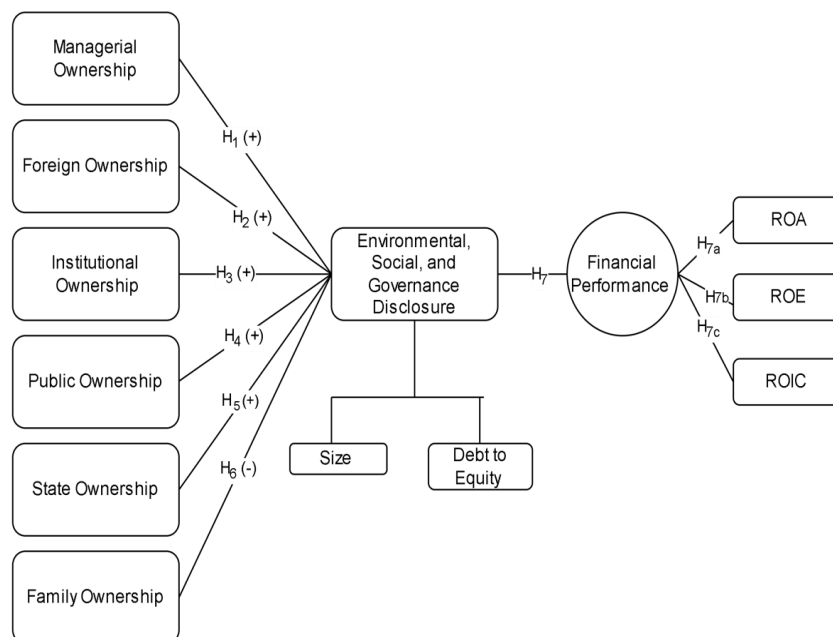 Managerial
Ownership
H1 (+)
Foreign Ownership
H2 (+)
Institutional
Ownership
H3 (+)
Public Ownership
H4 (+)
State Ownership
H5 (+)
Family Ownership
H6 (-)
Environmental,
Social, and
Governance
Disclosure
Size
Debt to
Equity
H7
Financial
Performance
H7a
ROA
H7b
ROE
H7c
ROIC